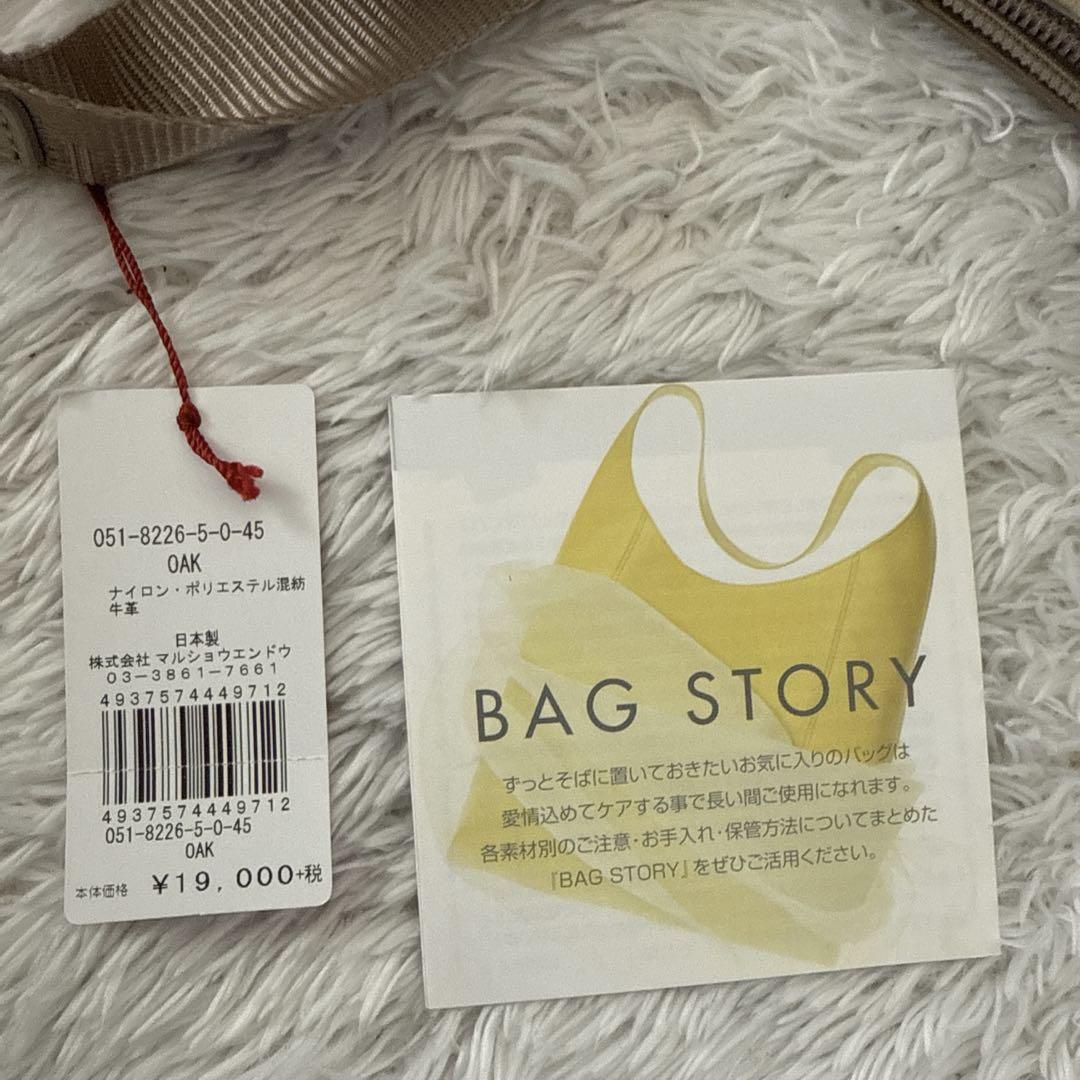 051-8226-5-0-45
OAK
ナイロン・ポリエステル混紡
牛革
日本製
株式会社 マルショウエンドウ
03-3861-7661
4937574449712
4937574449712
051-8226-5-0-45
OAK
本体価格 ¥19,000+税
BAG STORY
ずっとそばに置いておきたいお気に入りのバッグは
愛情込めてケアする事で長い間ご使用になれます。
各素材別のご注意・お手入れ・保管方法についてまとめた
『BAG STORY』をぜひご活用ください。